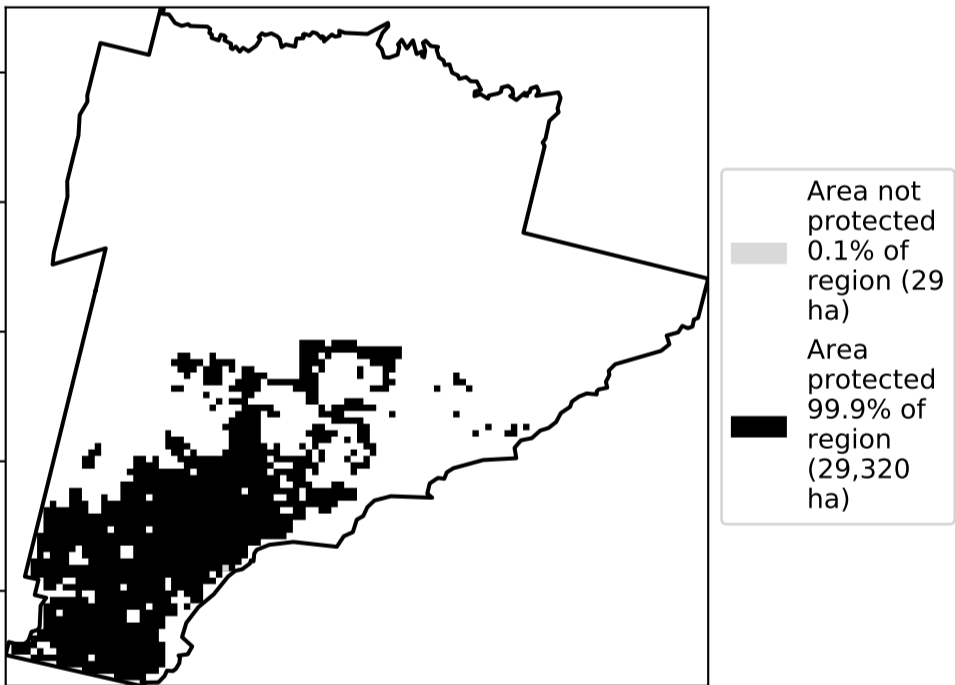 Area not
protected
0.1% of
region (29
ha)
Area
protected
99.9% of
region
(29,320
ha)